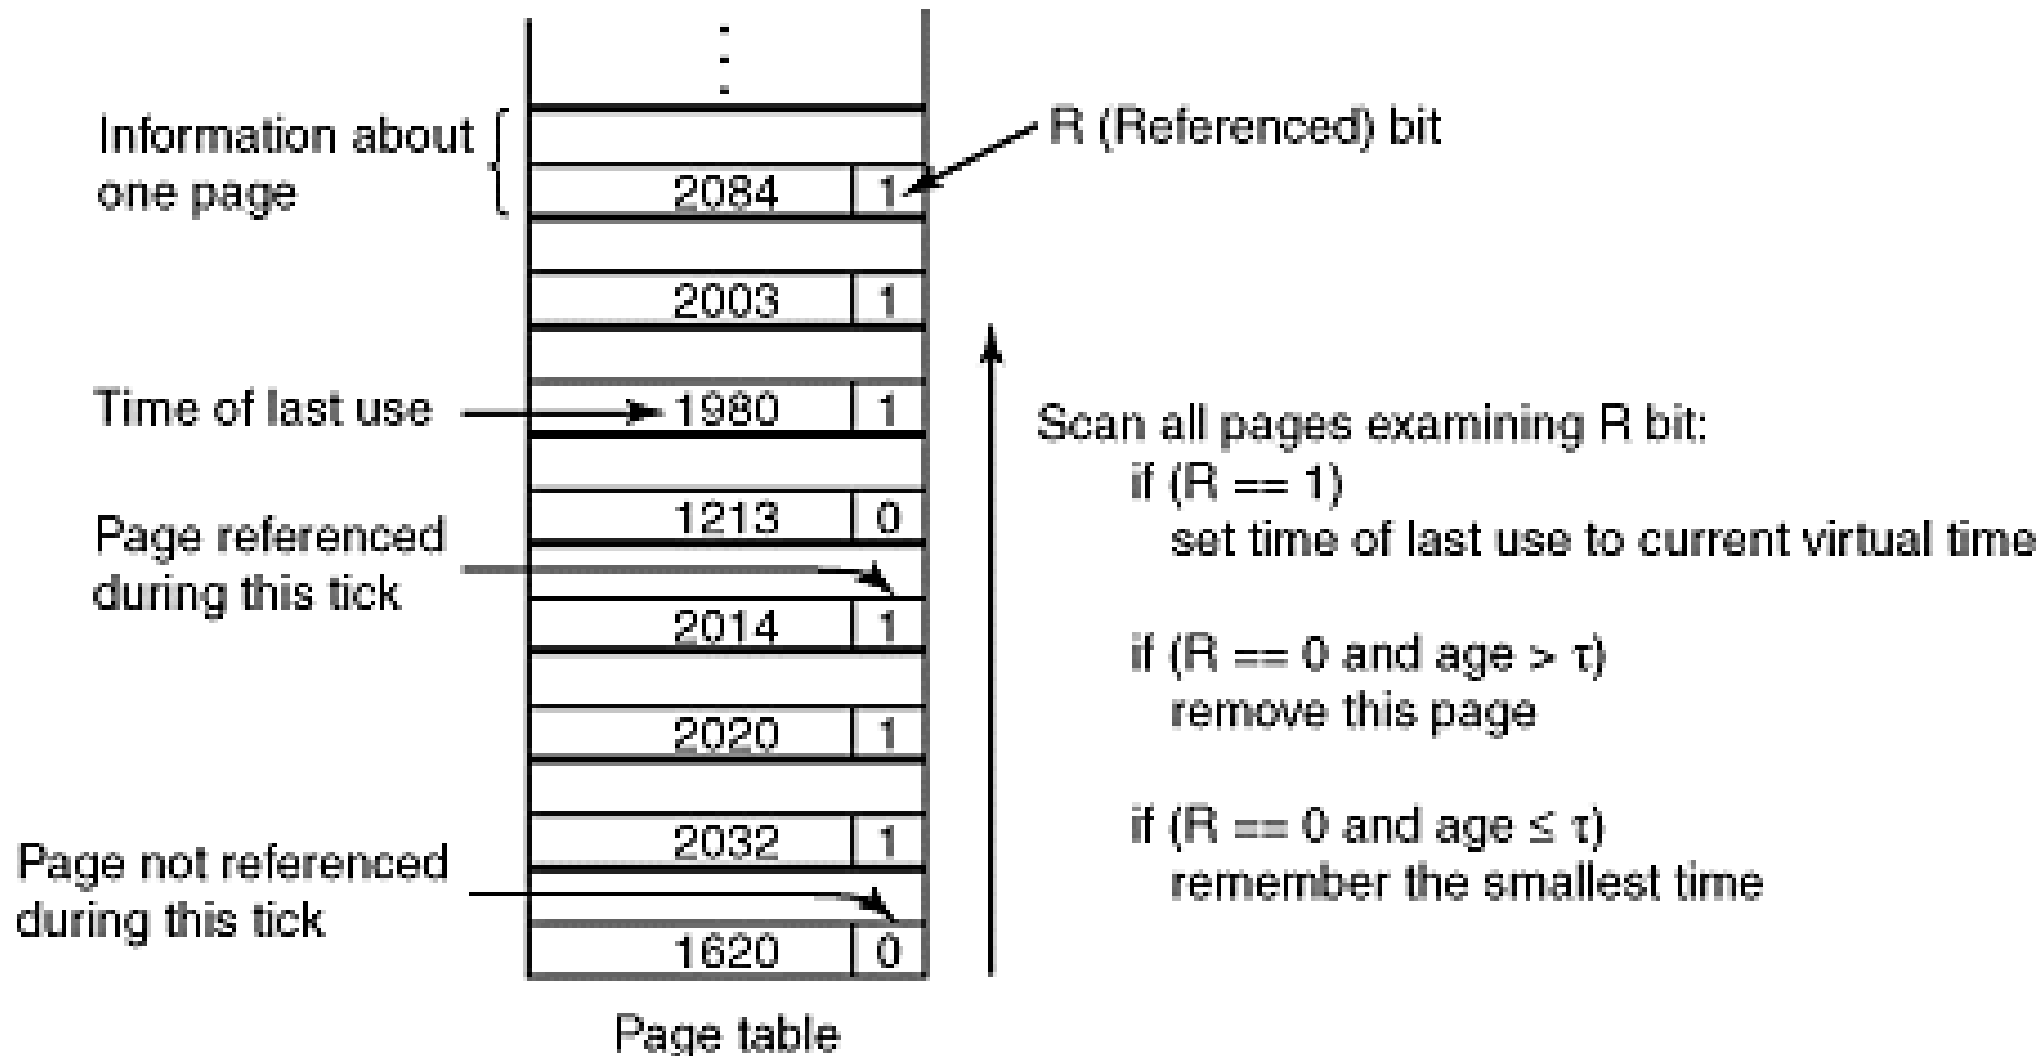 Information about
one page
R (Referenced) bit
2084 1
2003 1
Time of last use
1980 1
Scan all pages examining R bit:
if (R == 1)
set time of last use to current virtual time
if (R == 0 and age > τ)
remove this page
if (R == 0 and age ≤ τ)
remember the smallest time
1213 0
Page referenced
during this tick
2014 1
2020 1
2032 1
Page not referenced
during this tick
1620 0
Page table